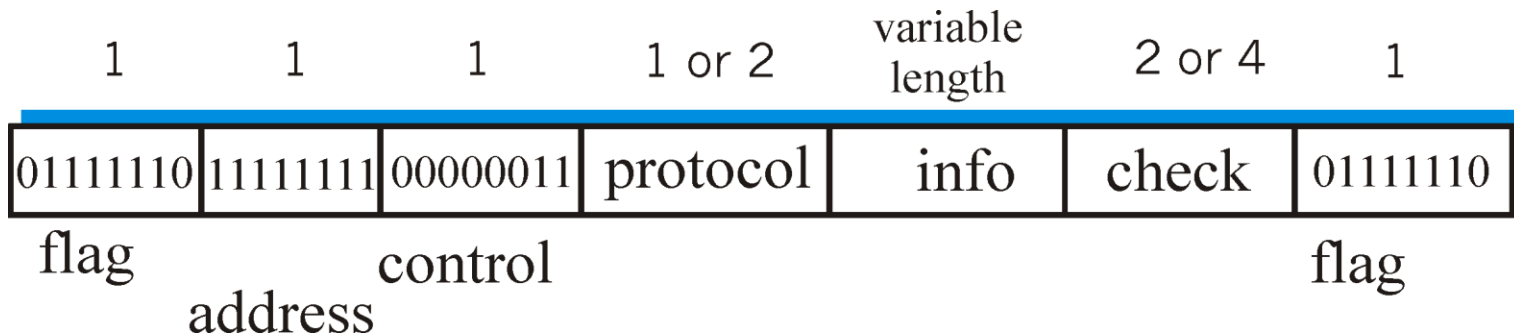 1 1 1 1 or 2 variable length 2 or 4 1
01111110 11111111 00000011 protocol info check 01111110
flag address control flag